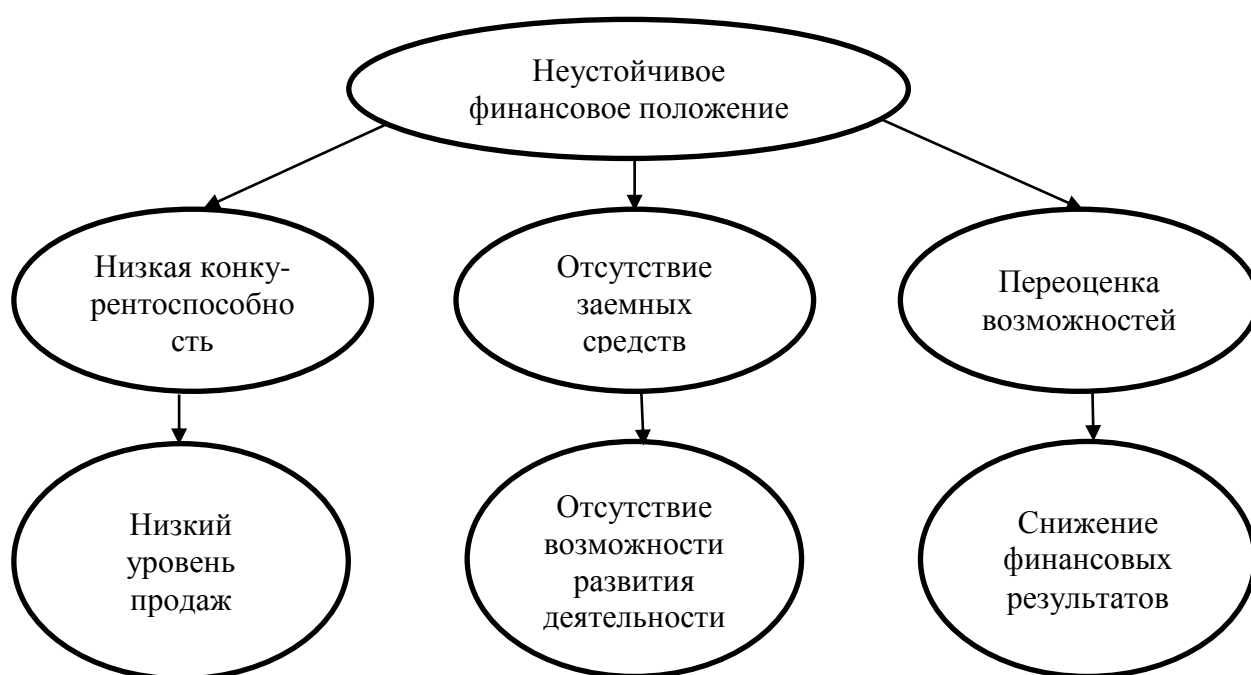 Неустойчивое
финансовое положение
Низкая конку-
рентоспособно
сть
Отсутствие
заемных
средств
Переоценка
возможностей
Низкий
уровень
продаж
Отсутствие
возможности
развития
деятельности
Снижение
финансовых
результатов